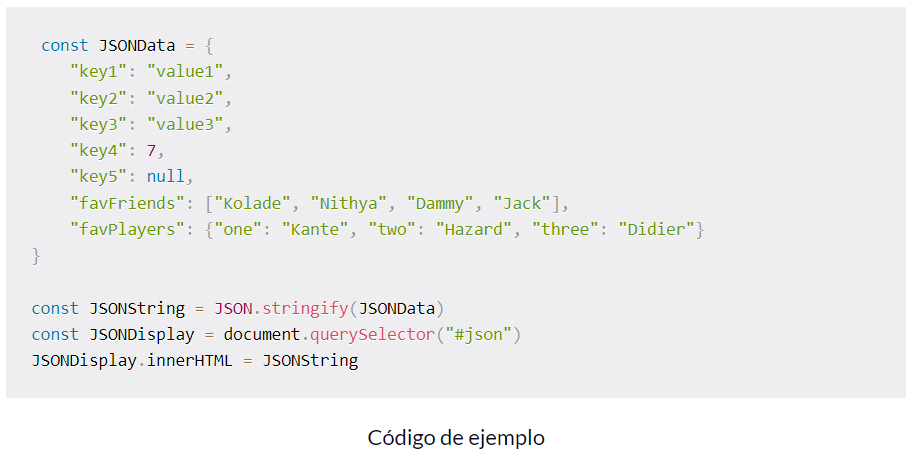 const JSONData = {
"key1": "value1",
"key2": "value2",
"key3": "value3",
"key4": 7,
"key5": null,
"favFriends": ["Kolade", "Nithya", "Dammy", "Jack"],
"favPlayers": {"one": "Kante", "two": "Hazard", "three": "Didier"}
}
const JSONString = JSON.stringify(JSONData)
const JSONDisplay = document.querySelector("#json")
JSONDisplay.innerHTML = JSONString
Código de ejemplo